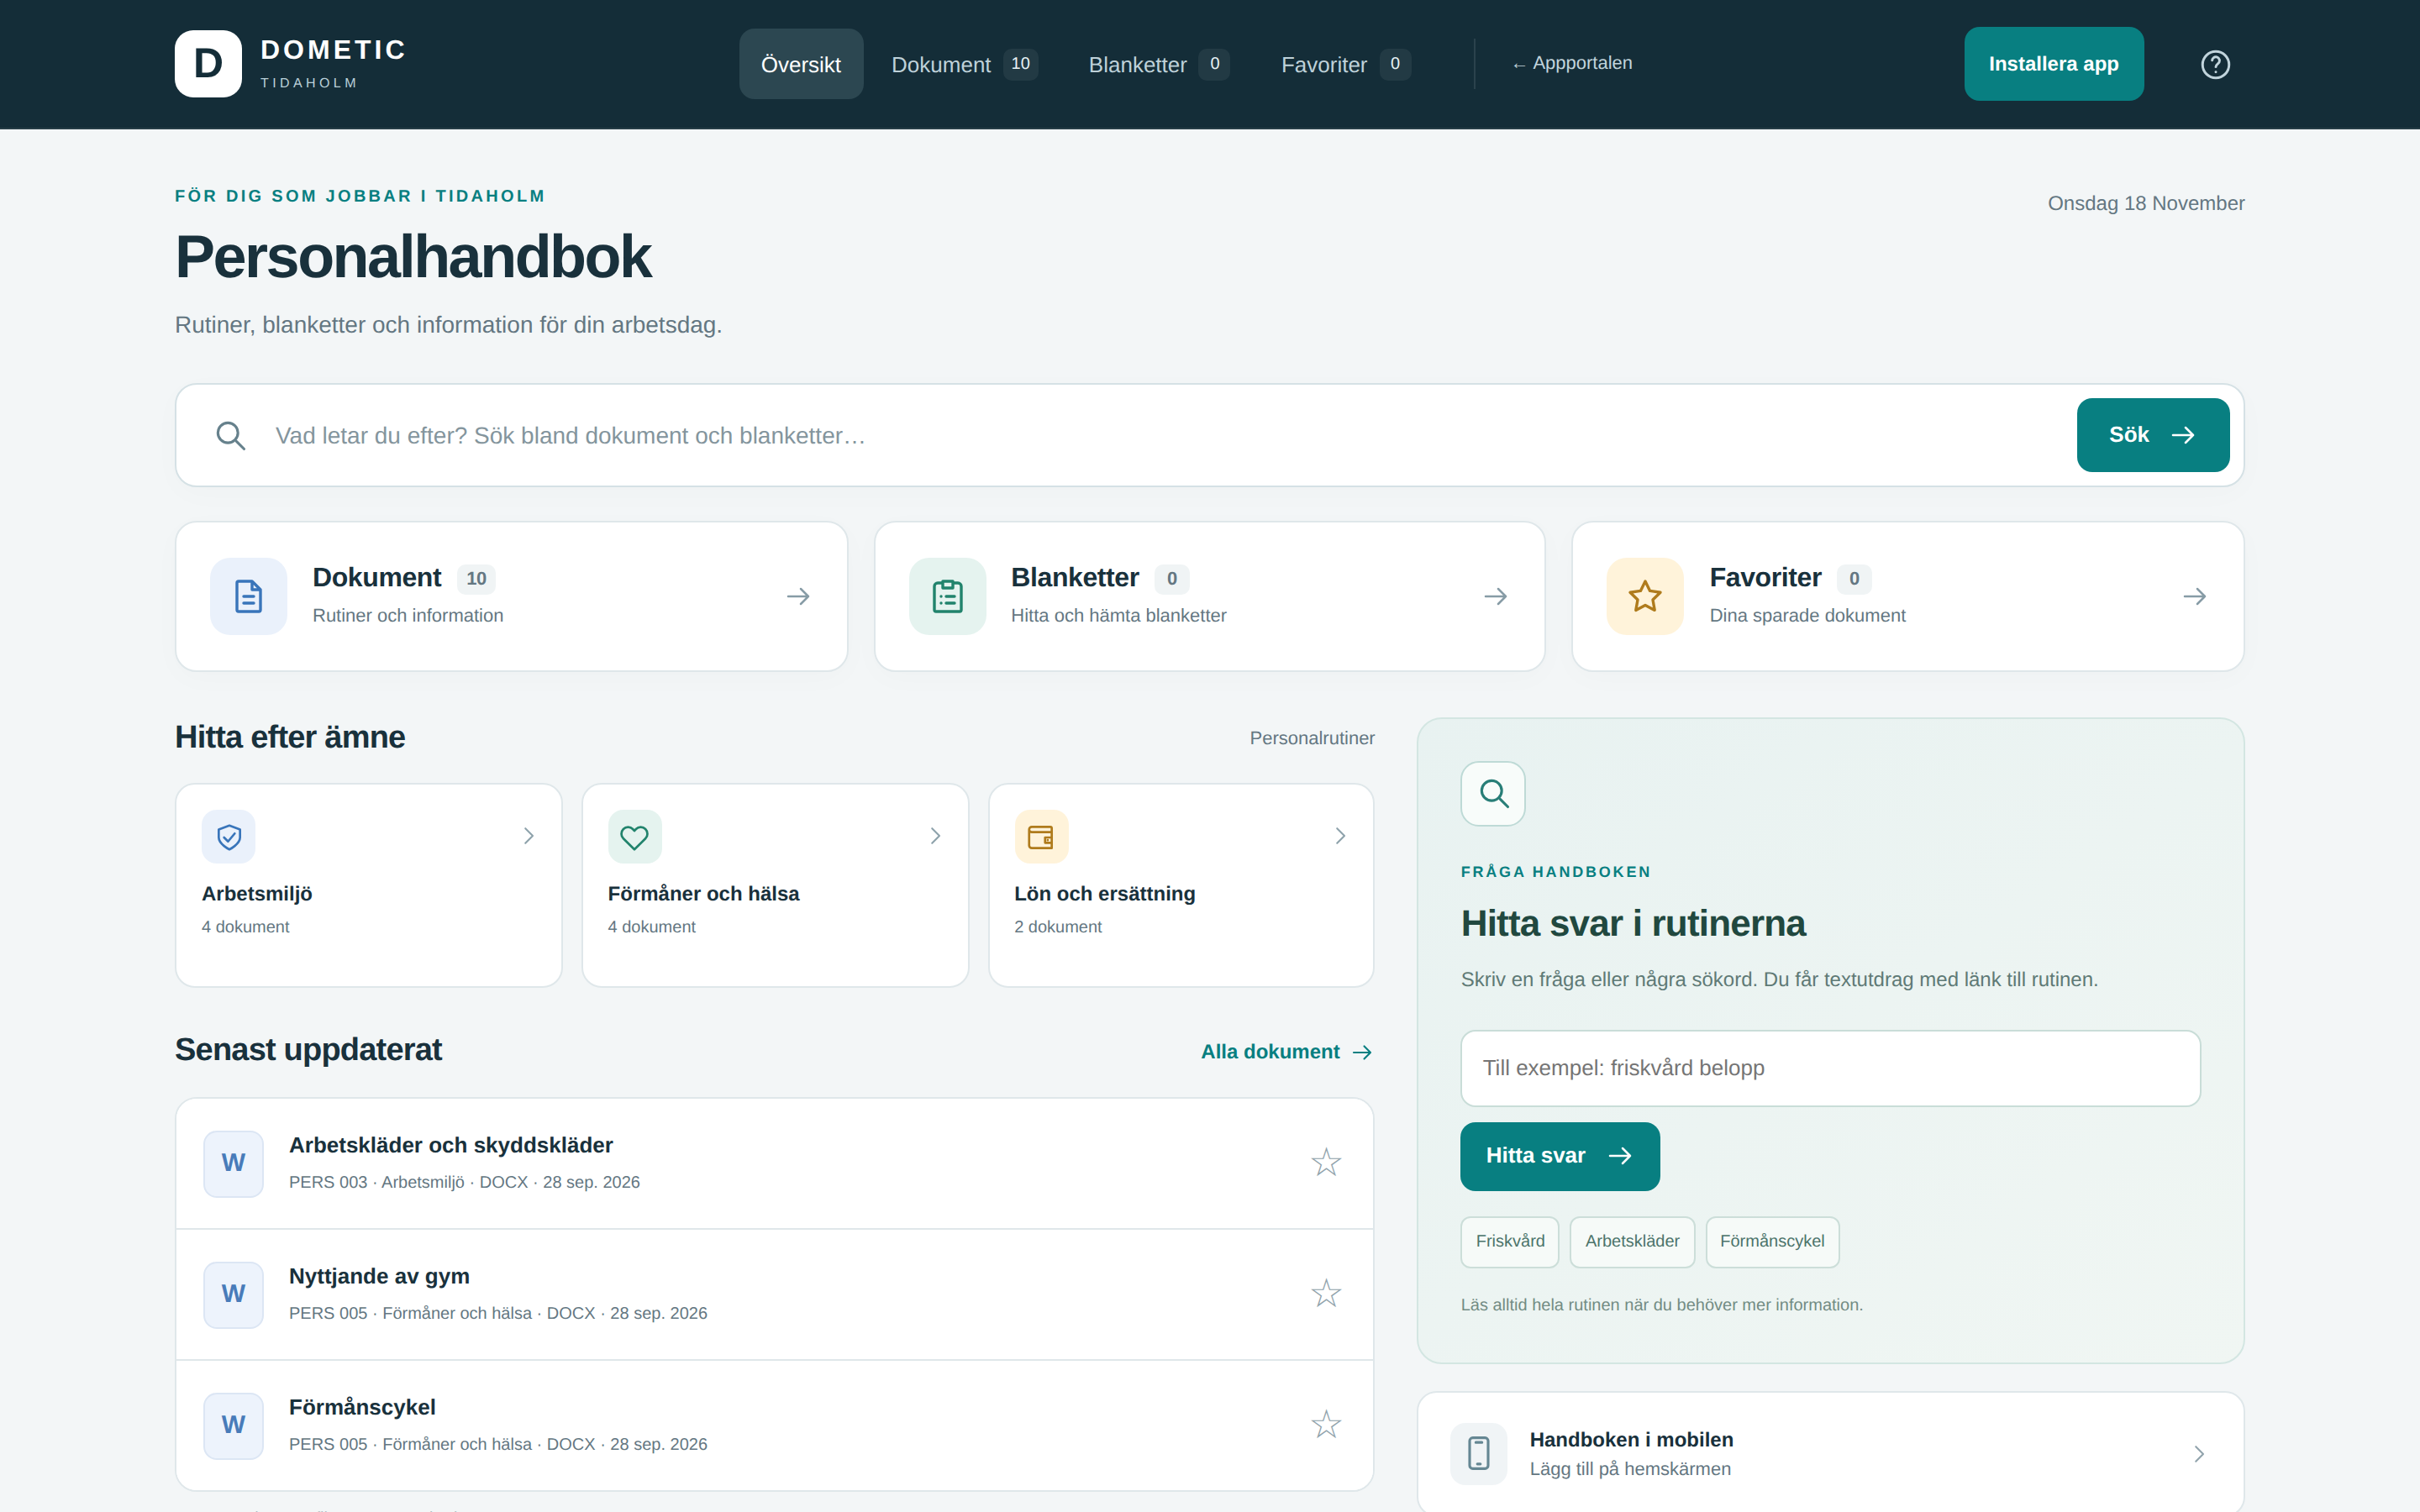 D
DOMETIC
TIDAHOLM
Översikt
Dokument 10
Blanketter 0
Favoriter 0
← Appportalen
Installera app
FÖR DIG SOM JOBBAR I TIDAHOLM
Onsdag 18 November
Personalhandbok
Rutiner, blanketter och information för din arbetsdag.
Vad letar du efter? Sök bland dokument och blanketter…
Sök
Dokument 10
Rutiner och information
Blanketter 0
Hitta och hämta blanketter
Favoriter 0
Dina sparade dokument
Hitta efter ämne
Personalrutiner
Arbetsmiljö
4 dokument
Förmåner och hälsa
4 dokument
Lön och ersättning
2 dokument
Senast uppdaterat
Alla dokument
W
Arbetskläder och skyddskläder
PERS 003 · Arbetsmiljö · DOCX · 28 sep. 2026
W
Nyttjande av gym
PERS 005 · Förmåner och hälsa · DOCX · 28 sep. 2026
W
Förmånscykel
PERS 005 · Förmåner och hälsa · DOCX · 28 sep. 2026
FRÅGA HANDBOKEN
Hitta svar i rutinerna
Skriv en fråga eller några sökord. Du får textutdrag med länk till rutinen.
Till exempel: friskvård belopp
Hitta svar
Friskvård
Arbetskläder
Förmånscykel
Läs alltid hela rutinen när du behöver mer information.
Handboken i mobilen
Lägg till på hemskärmen